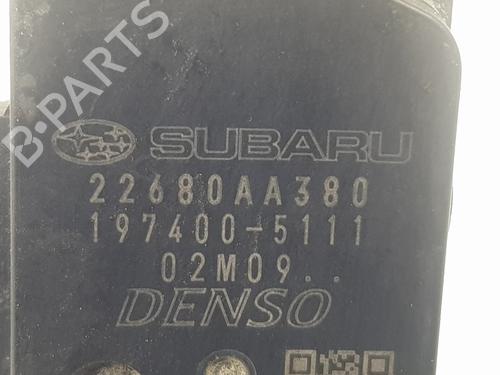 B-PARTS
SUBARU
22680AA380
197400-5111
02M09..
DENSO